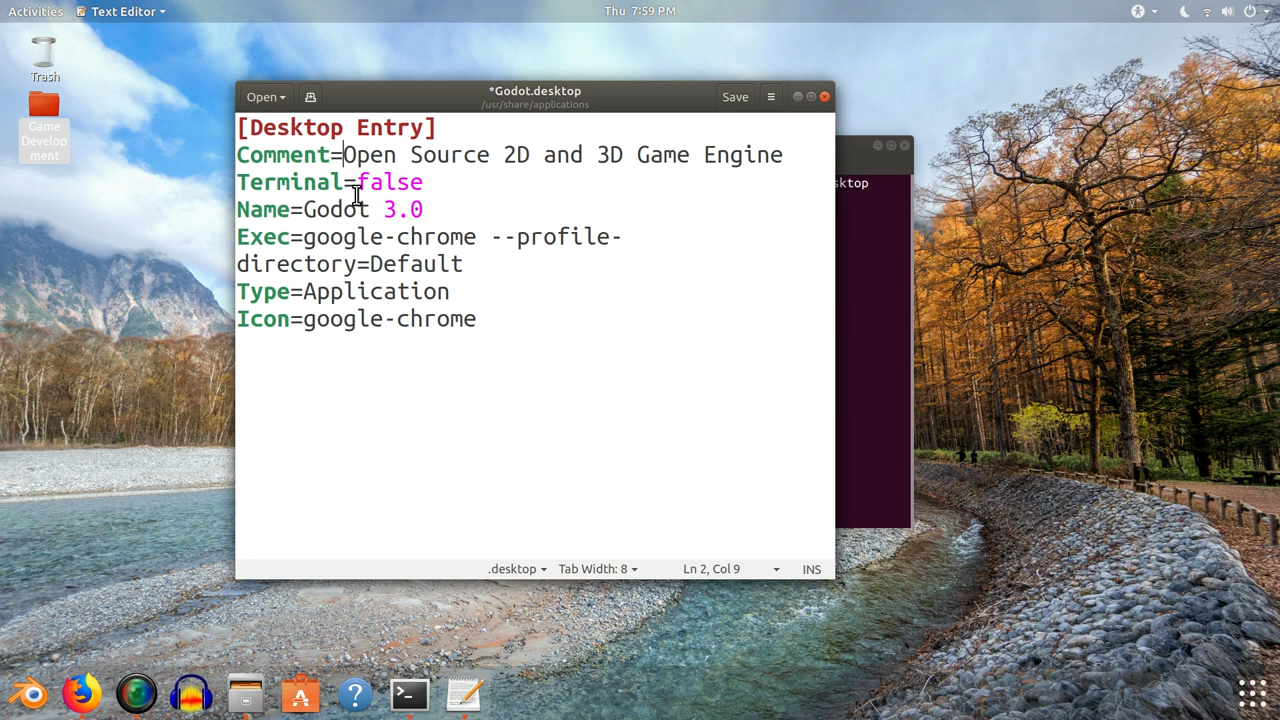 Activities
Text Editor
Thu 7:59 PM
Trash
Game
Develop
ment
Open
*Godot.desktop
/usr/share/applications
Save
[Desktop Entry]
Comment=Open Source 2D and 3D Game Engine
Terminal=false
Name=Godot 3.0
Exec=google-chrome --profile-
directory=Default
Type=Application
Icon=google-chrome
sktop
.desktop
Tab Width: 8
Ln 2, Col 9
INS